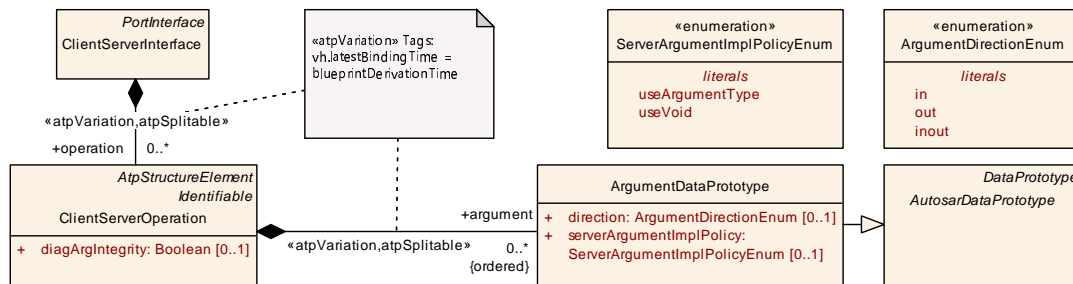 PortInterface
ClientServerInterface
«atpVariation» Tags:
vh.latestBindingTime =
blueprintDerivationTime
«enumeration»
ServerArgumentImplPolicyEnum
literals
useArgumentType
useVoid
«enumeration»
ArgumentDirectionEnum
literals
in
out
inout
«atpVariation,atpSplitable»
+operation 0..*
AtpStructureElement
Identifiable
ClientServerOperation
+ diagArgIntegrity: Boolean [0..1]
+argument
«atpVariation,atpSplitable»
0..*
{ordered}
ArgumentDataPrototype
+ direction: ArgumentDirectionEnum [0..1]
+ serverArgumentImplPolicy:
ServerArgumentImplPolicyEnum [0..1]
DataPrototype
AutosarDataPrototype